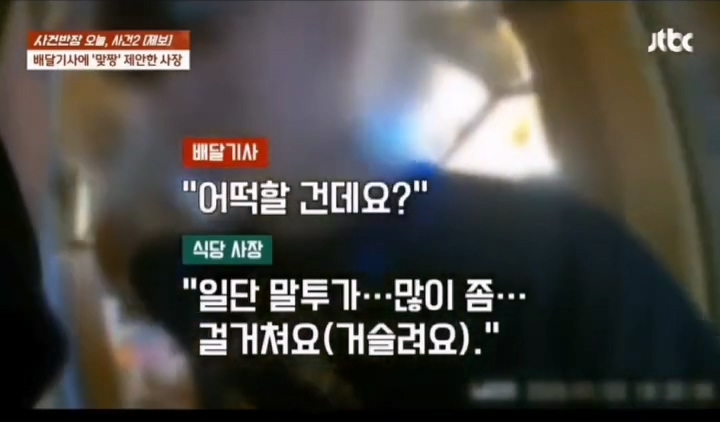 사건반장 오늘, 사건2 [제보]
배달기사에 '맞짱' 제안한 사장
jtbc
배달기사
"어떡할 건데요?"
식당 사장
"일단 말투가…많이 좀…
걸거쳐요(거슬려요)."